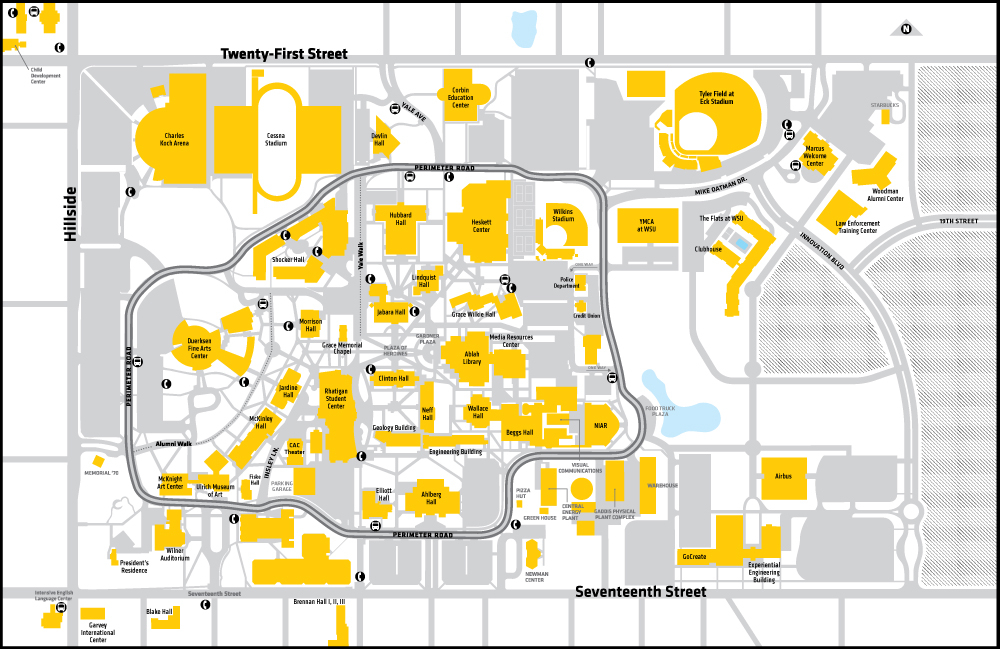 Twenty-First Street
N
Child
Development
Center
Corbin
Education
Center
YALE AVE
Tyler Field at
Eck Stadium
STARBUCKS
Charles
Koch Arena
Cessna
Stadium
Devlin
Hall
Marcus
Welcome
Center
PERIMETER ROAD
MIKE OATMAN DR.
Woodman
Alumni Center
Hillside
Hubbard
Hall
Heskett
Center
Wilkins
Stadium
YMCA
at WSU
The Flats at WSU
Law Enforcement
Training Center
19TH STREET
Clubhouse
INNOVATION BLVD
Yale Walk
Shocker Hall
ONE WAY
Lindquist
Hall
Police
Department
Grace Wilkie Hall
Jabara Hall
Credit Union
Morrison
Hall
Grace Memorial
Chapel
GARDNER
PLAZA
PLAZA OF
HEROINES
Media Resources
Center
Duerksen
Fine Arts
Center
Ablah
Library
ONE WAY
PERIMETER ROAD
Clinton Hall
Jardine
Hall
Rhatigan
Student
Center
Neff
Hall
Wallace
Hall
FOOD TRUCK
PLAZA
McKinley
Hall
Geology Building
Beggs Hall
NIAR
Alumni Walk
CAC
Theater
Engineering Building
ISELEY LN.
MEMORIAL '70
VISUAL
COMMUNICATIONS
McKnight
Art Center
Ulrich Museum
of Art
Fiske
Hall
PARKING
GARAGE
Elliott
Hall
Ahlberg
Hall
PIZZA
HUT
GREEN HOUSE
CENTRAL
ENERGY
PLANT
GADDIS PHYSICAL
PLANT COMPLEX
WAREHOUSE
Airbus
PERIMETER ROAD
Wilner
Auditorium
President's
Residence
NEWMAN
CENTER
GoCreate
Experiential
Engineering
Building
Seventeenth Street
Seventeenth Street
Intensive English
Language Center
Garvey
International
Center
Blake Hall
Brennan Hall I, II, III